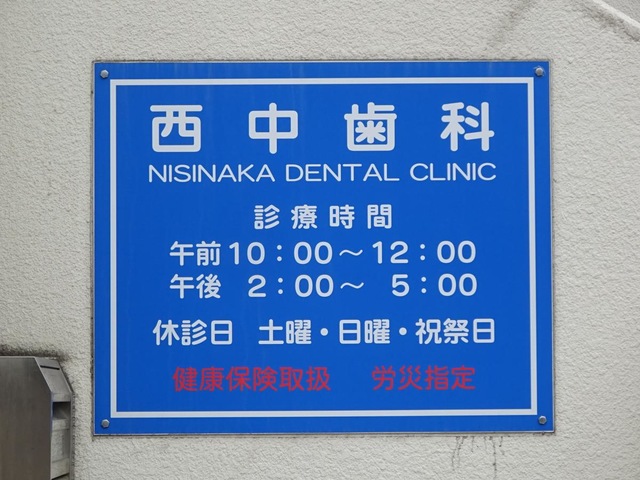 西中歯科
NISINAKA DENTAL CLINIC
診療時間
午前10:00～12:00
午後 2:00～ 5:00
休診日 土曜・日曜・祝祭日
健康保険取扱 労災指定